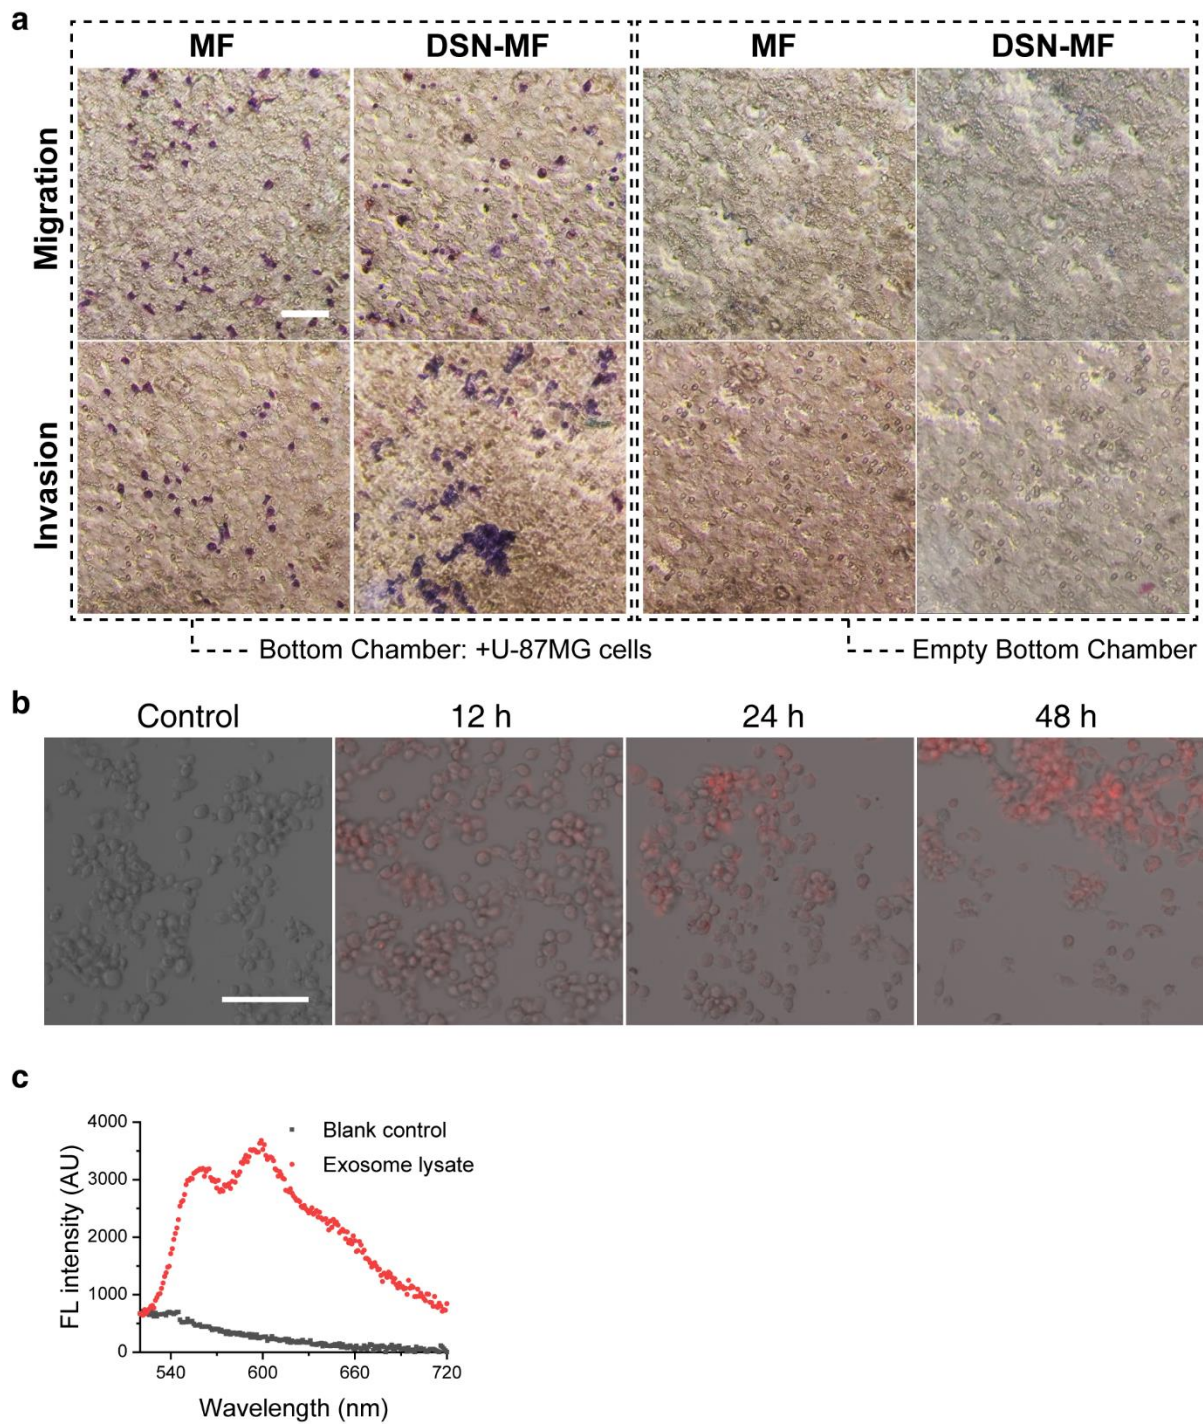 a
MF DSN-MF MF DSN-MF
Migration
Invasion
Bottom Chamber: +U-87MG cells Empty Bottom Chamber
b
Control 12 h 24 h 48 h
c
4000
3000
2000
1000
0
FL intensity (AU)
Blank control
Exosome lysate
540 600 660 720
Wavelength (nm)